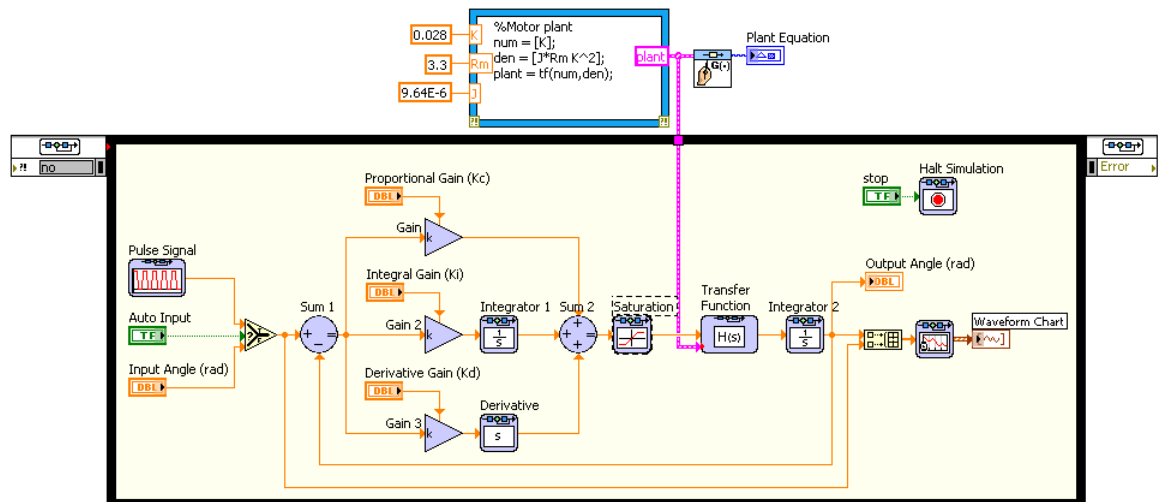 %Motor plant
num = [K];
den = [J*Rm K^2];
plant = tf(num,den);
0.028
K
3.3
Rm
9.64E-6
J
plant
G(·)
Plant Equation
?!
?!
?! no
Error
stop
TF
Halt Simulation
Proportional Gain (Kc)
DBL
Gain
k
Pulse Signal
Integral Gain (Ki)
DBL
Output Angle (rad)
DBL
Auto Input
TF
Sum 1
Gain 2
k
Integrator 1
1
s
Sum 2
Saturation
Transfer
Function
H(s)
Integrator 2
1
s
Waveform Chart
Input Angle (rad)
DBL
Derivative Gain (Kd)
DBL
Gain 3
k
Derivative
s